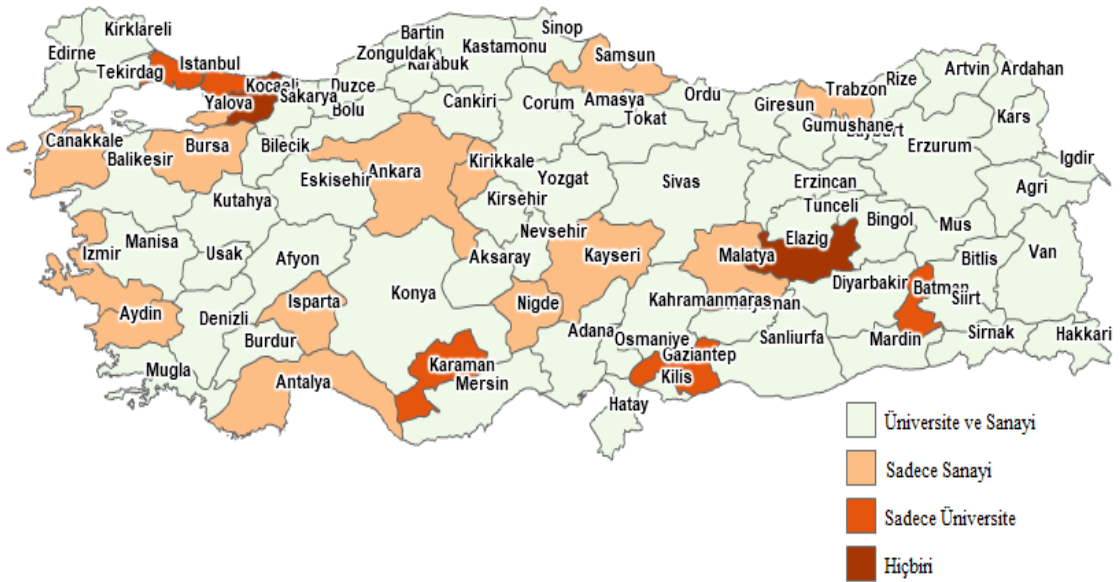 Kirklareli
Edirne
Tekirdag
Istanbul
Kocaeli
Yalova
Sakarya
Duzce
Bolu
Bartin
Zonguldak
Karabuk
Kastamonu
Sinop
Samsun
Cankiri
Corum
Amasya
Tokat
Ordu
Giresun
Trabzon
Gumushane
Rize
Artvin
Ardahan
Kars
Erzurum
Igdir
Agri
Canakkale
Balikesir
Bursa
Bilecik
Eskisehir
Ankara
Kirikkale
Kirsehir
Yozgat
Sivas
Erzincan
Tunceli
Bingol
Mus
Bitlis
Van
Kutahya
Manisa
Izmir
Usak
Afyon
Konya
Aksaray
Nevsehir
Kayseri
Malatya
Elazig
Diyarbakir
Batman
Siirt
Aydin
Denizli
Isparta
Burdur
Nigde
Adana
Kahramanmaras
Osmaniye
Gaziantep
Kilis
Sanliurfa
Mardin
Sirnak
Hakkari
Mugla
Antalya
Karaman
Mersin
Hatay
Üniversite ve Sanayi
Sadece Sanayi
Sadece Üniversite
Hiçbiri